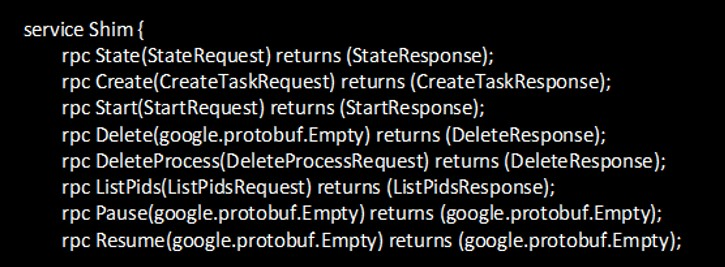 service Shim {
rpc State(StateRequest) returns (StateResponse);
rpc Create(CreateTaskRequest) returns (CreateTaskResponse);
rpc Start(StartRequest) returns (StartResponse);
rpc Delete(google.protobuf.Empty) returns (DeleteResponse);
rpc DeleteProcess(DeleteProcessRequest) returns (DeleteResponse);
rpc ListPids(ListPidsRequest) returns (ListPidsResponse);
rpc Pause(google.protobuf.Empty) returns (google.protobuf.Empty);
rpc Resume(google.protobuf.Empty) returns (google.protobuf.Empty);